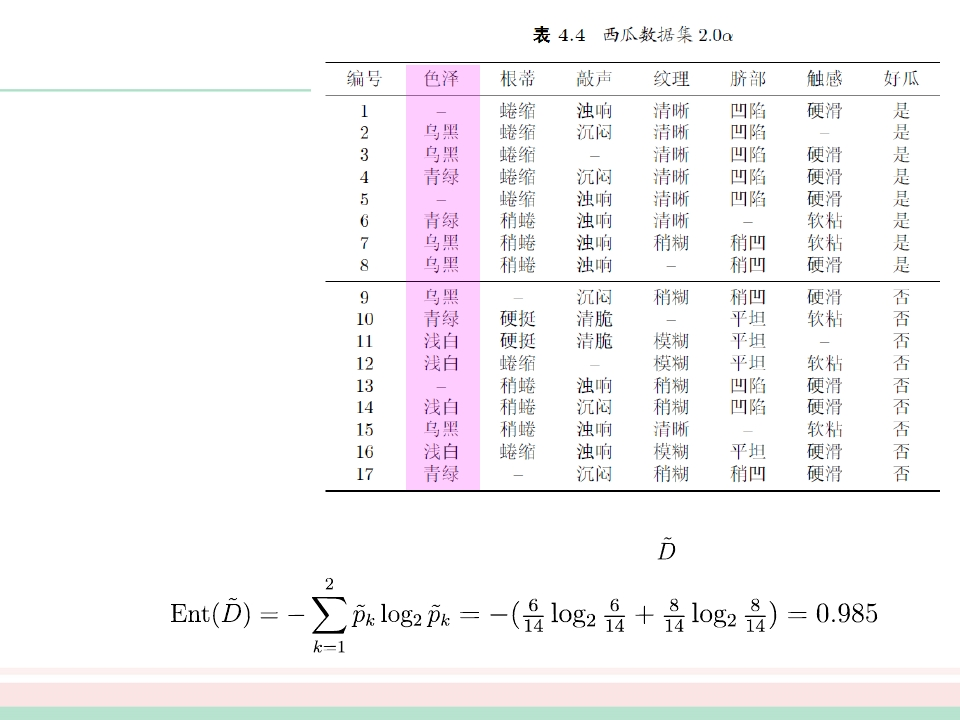 表 4.4 西瓜数据集 2.0α
编号 色泽 根蒂 敲声 纹理 脐部 触感 好瓜
1 – 蜷缩 浊响 清晰 凹陷 硬滑 是
2 乌黑 蜷缩 沉闷 清晰 凹陷 – 是
3 乌黑 蜷缩 – 清晰 凹陷 硬滑 是
4 青绿 蜷缩 沉闷 清晰 凹陷 硬滑 是
5 – 蜷缩 浊响 清晰 凹陷 硬滑 是
6 青绿 稍蜷 浊响 清晰 – 软粘 是
7 乌黑 稍蜷 浊响 稍糊 稍凹 软粘 是
8 乌黑 稍蜷 浊响 – 稍凹 硬滑 是
9 乌黑 – 沉闷 稍糊 稍凹 硬滑 否
10 青绿 硬挺 清脆 – 平坦 软粘 否
11 浅白 硬挺 清脆 模糊 平坦 – 否
12 浅白 蜷缩 – 模糊 平坦 软粘 否
13 – 稍蜷 浊响 稍糊 凹陷 硬滑 否
14 浅白 稍蜷 沉闷 稍糊 凹陷 硬滑 否
15 乌黑 稍蜷 浊响 清晰 – 软粘 否
16 浅白 蜷缩 浊响 模糊 平坦 硬滑 否
17 青绿 – 沉闷 稍糊 稍凹 硬滑 否
D̃
Ent(D̃) = −∑_{k=1}^{2} p̃_k log₂ p̃_k = −(6/14 log₂ 6/14 + 8/14 log₂ 8/14) = 0.985